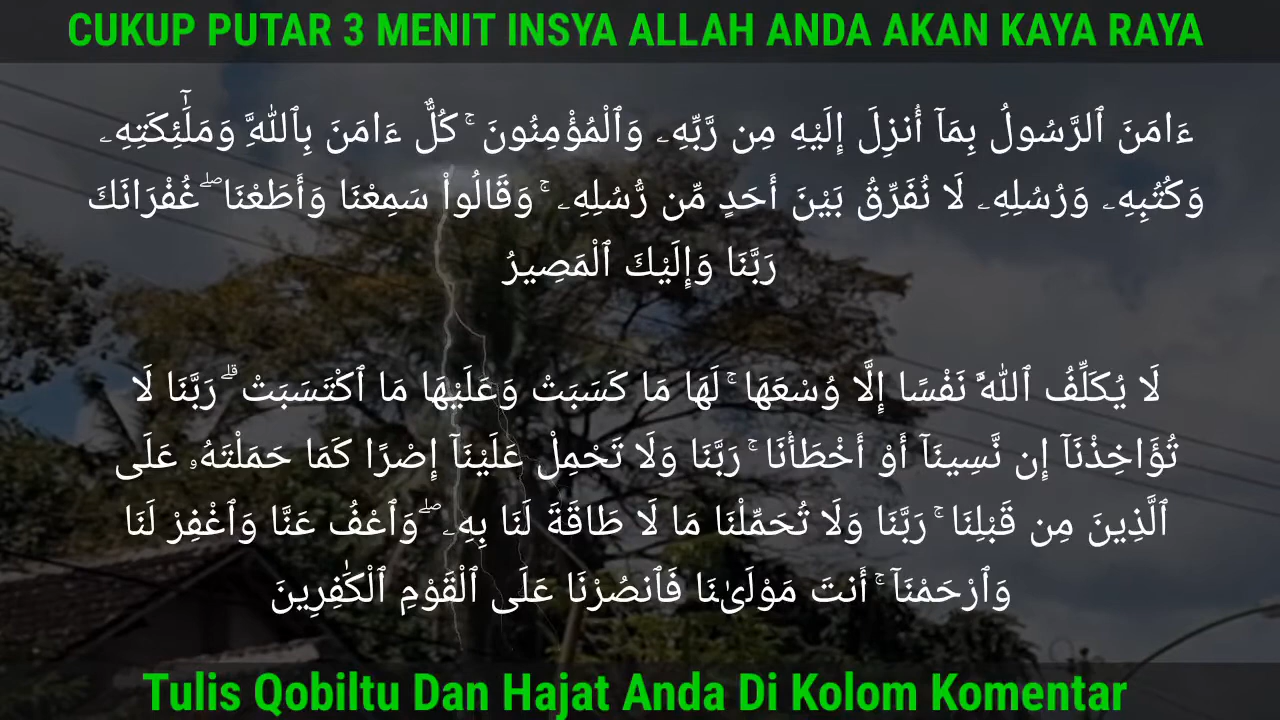 CUKUP PUTAR 3 MENIT INSYA ALLAH ANDA AKAN KAYA RAYA
ءَامَنَ ٱلرَّسُولُ بِمَآ أُنزِلَ إِلَيْهِ مِن رَّبِّهِۦ وَٱلْمُؤْمِنُونَ ۚ كُلٌّ ءَامَنَ بِٱللَّهِ وَمَلَٰٓئِكَتِهِۦ
وَكُتُبِهِۦ وَرُسُلِهِۦ لَا نُفَرِّقُ بَيْنَ أَحَدٍ مِّن رُّسُلِهِۦ ۚ وَقَالُوا۟ سَمِعْنَا وَأَطَعْنَا ۖ غُفْرَانَكَ
رَبَّنَا وَإِلَيْكَ ٱلْمَصِيرُ
لَا يُكَلِّفُ ٱللَّهُ نَفْسًا إِلَّا وُسْعَهَا ۚ لَهَا مَا كَسَبَتْ وَعَلَيْهَا مَا ٱكْتَسَبَتْ ۗ رَبَّنَا لَا
تُؤَاخِذْنَآ إِن نَّسِينَآ أَوْ أَخْطَأْنَا ۚ رَبَّنَا وَلَا تَحْمِلْ عَلَيْنَآ إِصْرًا كَمَا حَمَلْتَهُۥ عَلَى
ٱلَّذِينَ مِن قَبْلِنَا ۚ رَبَّنَا وَلَا تُحَمِّلْنَا مَا لَا طَاقَةَ لَنَا بِهِۦ ۖ وَٱعْفُ عَنَّا وَٱغْفِرْ لَنَا
وَٱرْحَمْنَآ ۚ أَنتَ مَوْلَىٰنَا فَٱنصُرْنَا عَلَى ٱلْقَوْمِ ٱلْكَٰفِرِينَ
Tulis Qobiltu Dan Hajat Anda Di Kolom Komentar